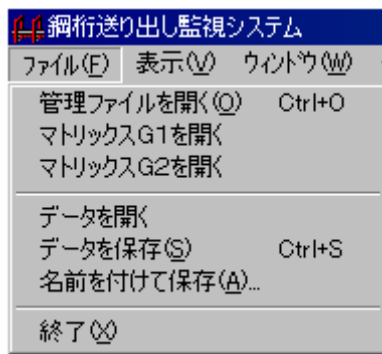 鋼桁送り出し監視システム
ファイル(F) 表示(V) ウィンドウ(W)
管理ファイルを開く(O) Ctrl+O
マトリックスG1を開く
マトリックスG2を開く
データを開く
データを保存(S) Ctrl+S
名前を付けて保存(A)...
終了(X)